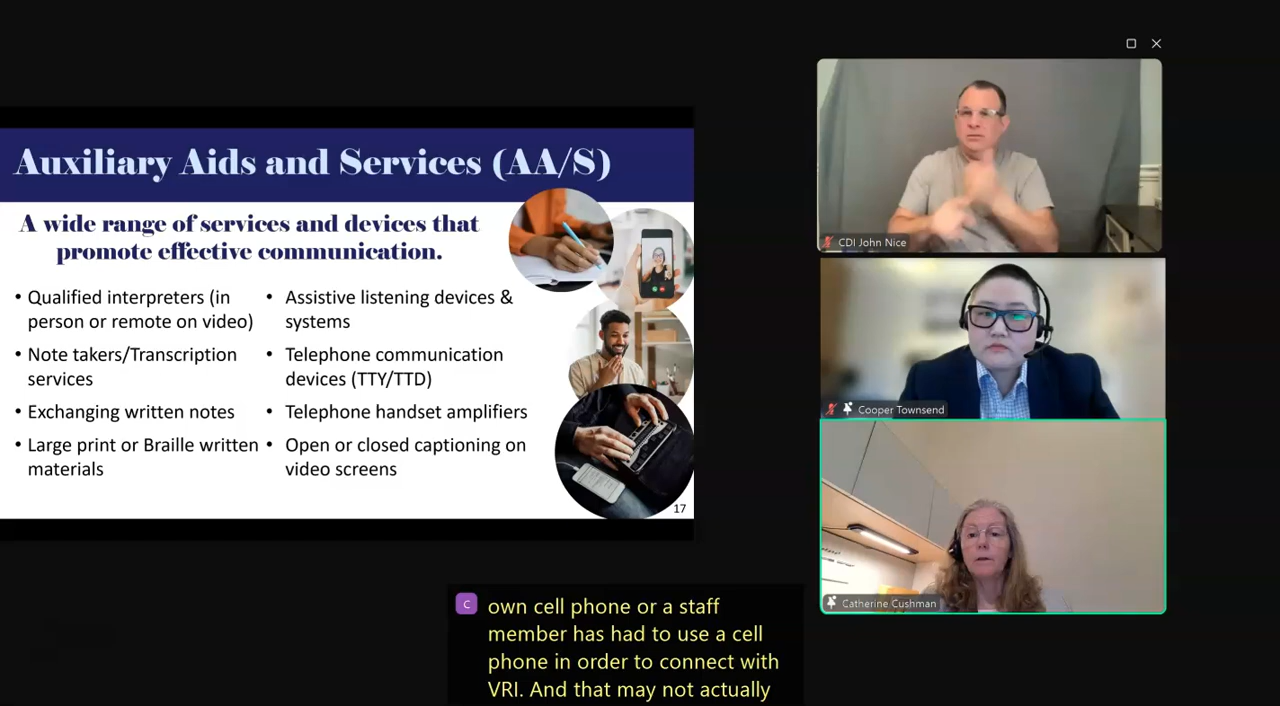 Auxiliary Aids and Services (AA/S)
A wide range of services and devices that
promote effective communication.
• Qualified interpreters (in
person or remote on video)
• Note takers/Transcription
services
• Exchanging written notes
• Large print or Braille written
materials
• Assistive listening devices &
systems
• Telephone communication
devices (TTY/TTD)
• Telephone handset amplifiers
• Open or closed captioning on
video screens
17
CDI John Nice
Cooper Townsend
Catherine Cushman
C
own cell phone or a staff
member has had to use a cell
phone in order to connect with
VRI. And that may not actually